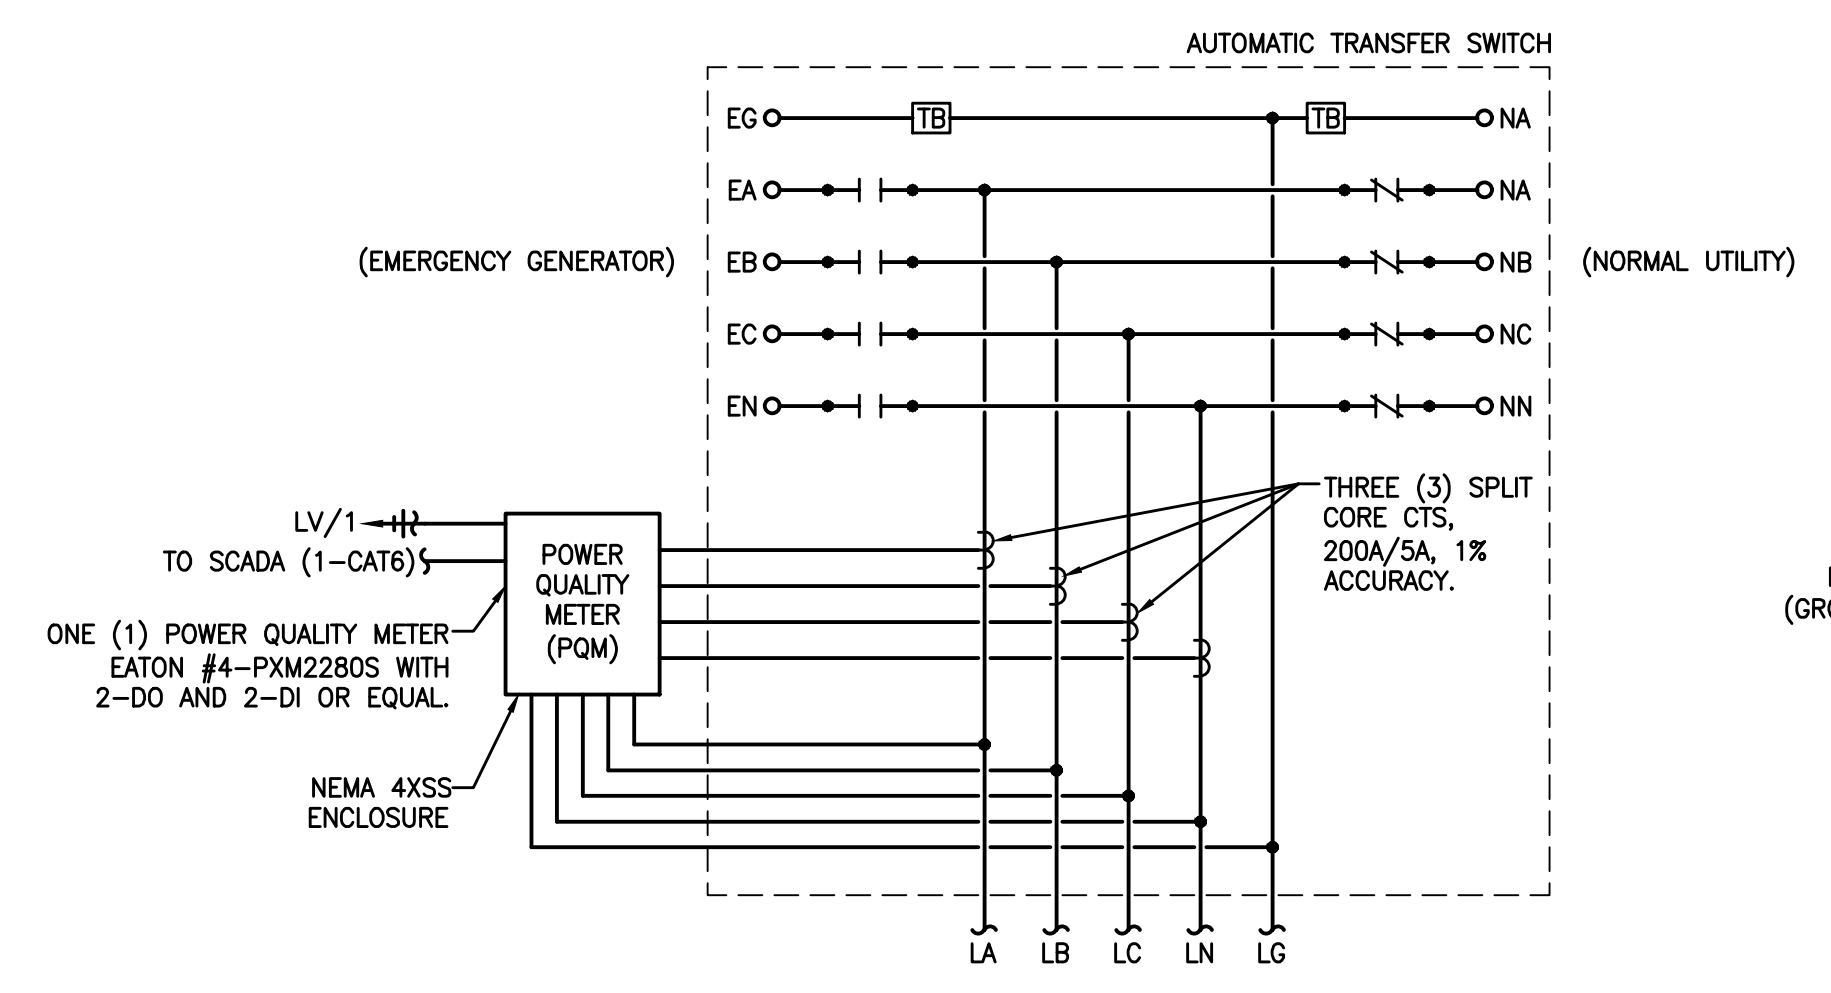 AUTOMATIC TRANSFER SWITCH
EG TB TB NA
EA NA
(EMERGENCY GENERATOR) EB NB (NORMAL UTILITY)
EC NC
EN NN
THREE (3) SPLIT
CORE CTS,
200A/5A, 1%
ACCURACY.
LV/1
TO SCADA (1-CAT6)
POWER
QUALITY
METER
(PQM)
ONE (1) POWER QUALITY METER
EATON #4-PXM2280S WITH
2-DO AND 2-DI OR EQUAL.
NEMA 4XSS
ENCLOSURE
LA LB LC LN LG